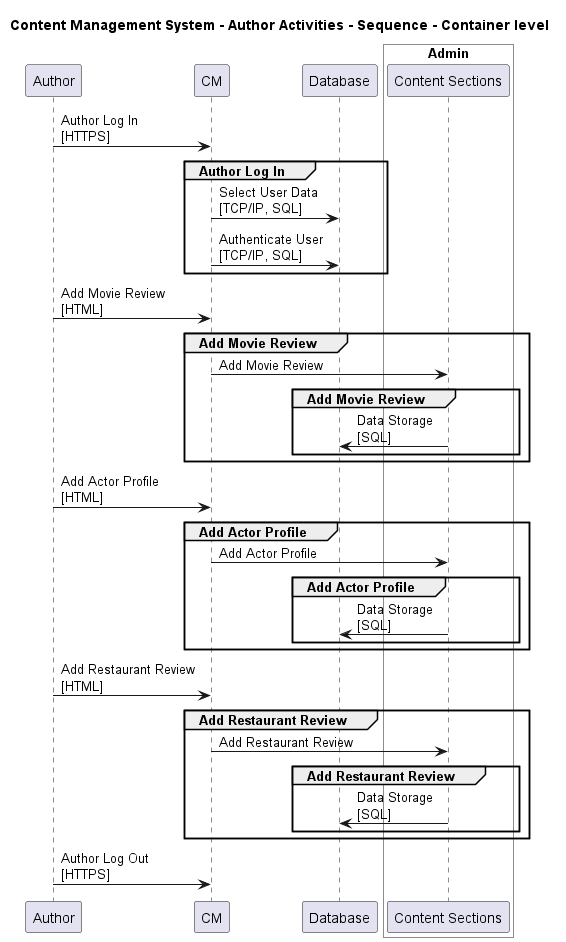 Content Management System - Author Activities - Sequence - Container level
Admin
Author
CM
Database
Content Sections
Author Log In
[HTTPS]
Author Log In
Select User Data
[TCP/IP, SQL]
Authenticate User
[TCP/IP, SQL]
Add Movie Review
[HTML]
Add Movie Review
Add Movie Review
Add Movie Review
Data Storage
[SQL]
Add Actor Profile
[HTML]
Add Actor Profile
Add Actor Profile
Add Actor Profile
Data Storage
[SQL]
Add Restaurant Review
[HTML]
Add Restaurant Review
Add Restaurant Review
Add Restaurant Review
Data Storage
[SQL]
Author Log Out
[HTTPS]
Author
CM
Database
Content Sections